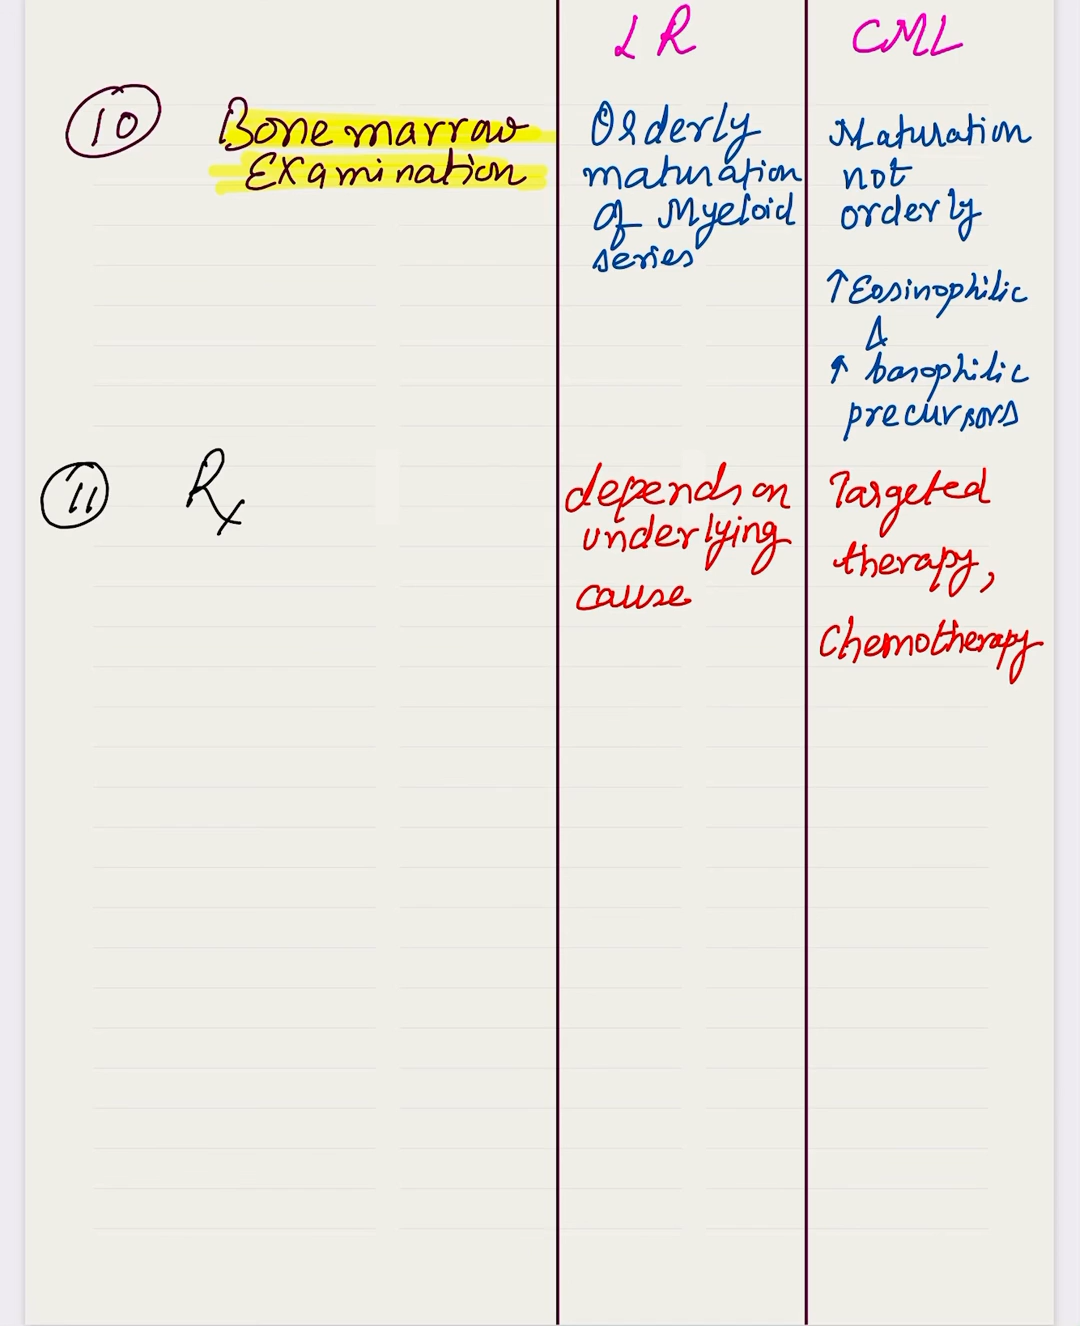 LR CML
10 Bone marrow Orderly Maturation
Examination maturation not
of Myeloid orderly
series
↑ Eosinophilic
&
↑ basophilic
precursors
11 Rx depends on Targeted
underlying therapy,
cause
Chemotherapy